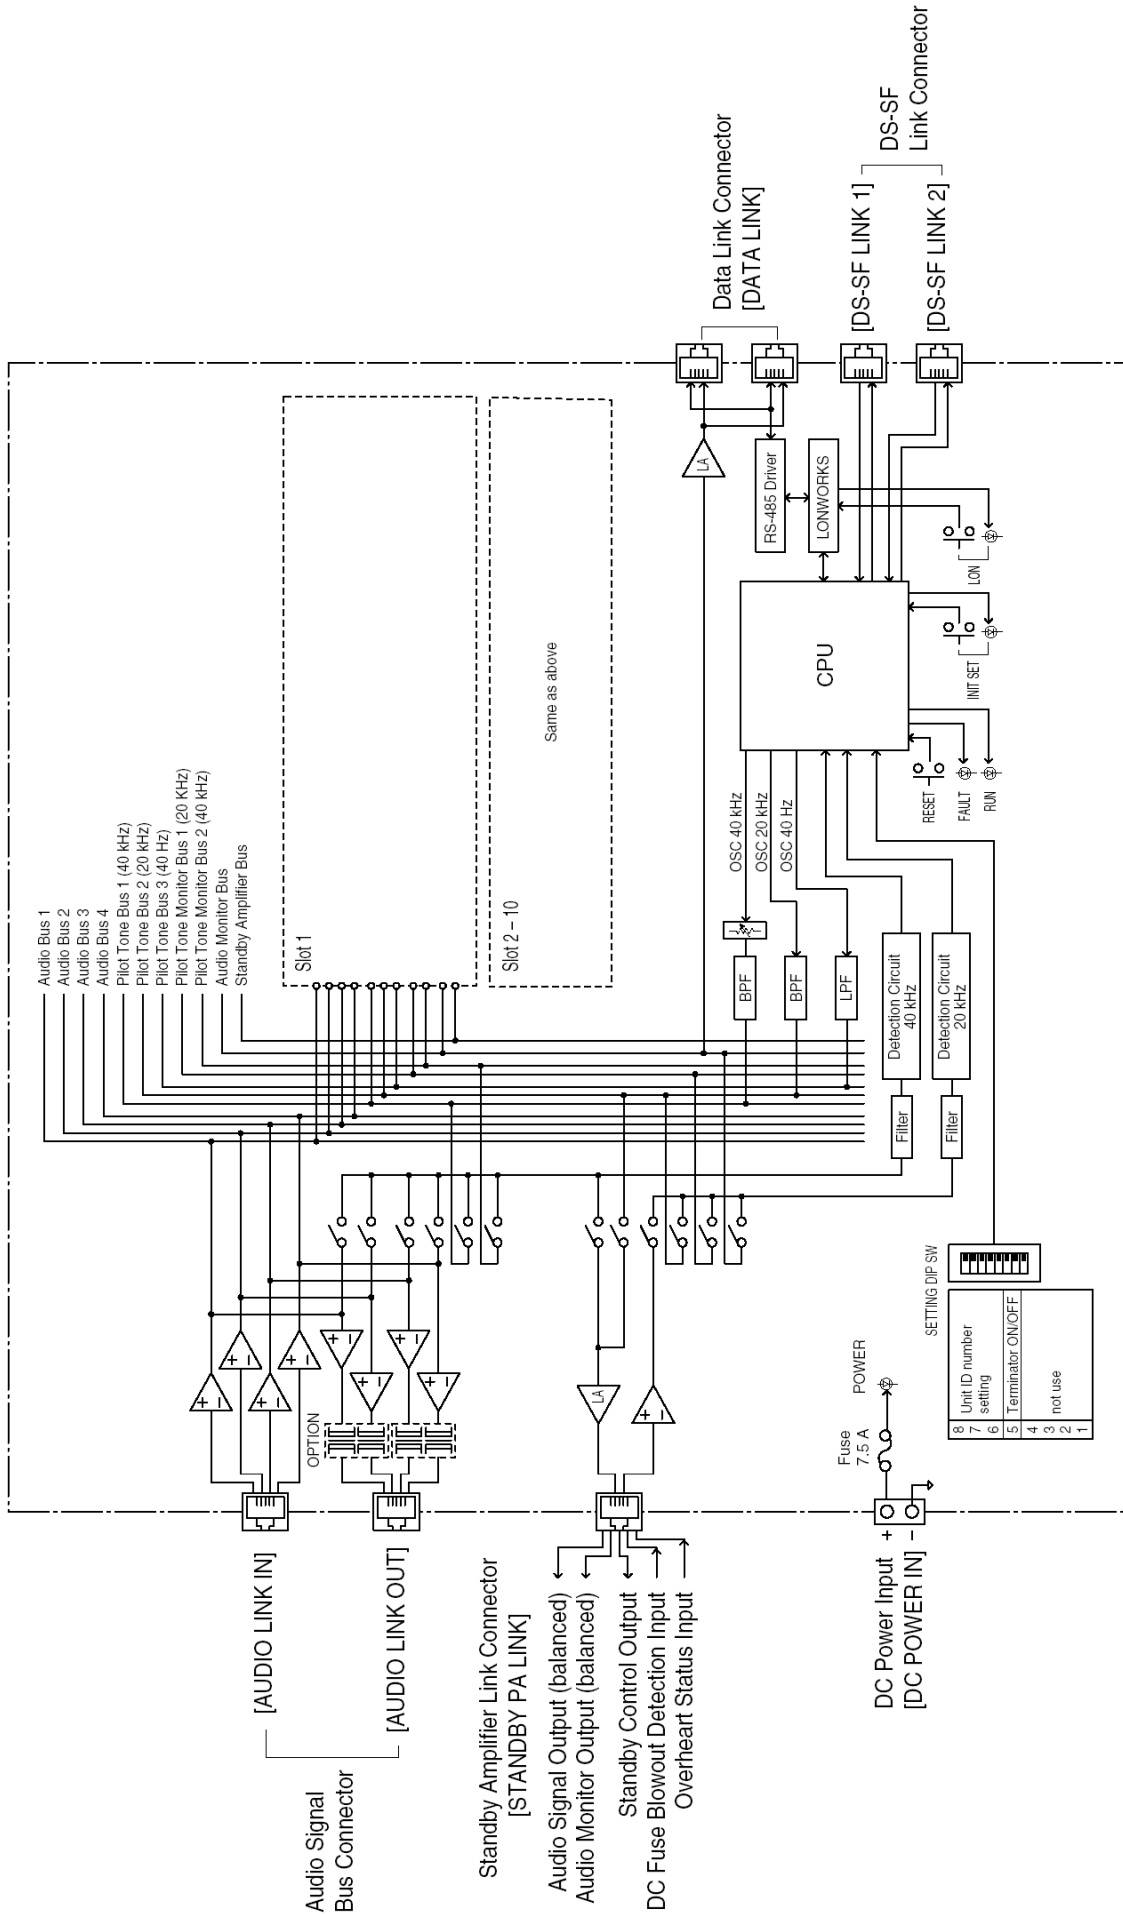 Audio Bus 1
Audio Bus 2
Audio Bus 3
Audio Bus 4
Pilot Tone Bus 1 (40 kHz)
Pilot Tone Bus 2 (20 kHz)
Pilot Tone Bus 3 (40 Hz)
Pilot Tone Monitor Bus 1 (20 KHz)
Pilot Tone Monitor Bus 2 (40 kHz)
Audio Monitor Bus
Standby Amplifier Bus
Slot 1
Slot 2 – 10
Same as above
Audio Signal
Bus Connector
[AUDIO LINK IN]
[AUDIO LINK OUT]
OPTION
+ −
+ −
+ −
+ −
+ −
+ −
+ −
+ −
Standby Amplifier Link Connector
[STANDBY PA LINK]
Audio Signal Output (balanced)
Audio Monitor Output (balanced)
Standby Control Output
DC Fuse Blowout Detection Input
Overheart Status Input
LA
+ −
LA
Data Link Connector
[DATA LINK]
RS-485 Driver
LONWORKS
DS-SF
Link Connector
[DS-SF LINK 1]
[DS-SF LINK 2]
CPU
OSC 40 kHz
OSC 20 kHz
OSC 40 Hz
BPF
BPF
LPF
Detection Circuit
40 kHz
Detection Circuit
20 kHz
Filter
Filter
RESET
FAULT
RUN
INIT SET
LON
DC Power Input
[DC POWER IN]
+
−
Fuse
7.5 A
POWER
SETTING DIP SW
8
7
6
Unit ID number
setting
5
Terminator ON/OFF
4
3
2
1
not use